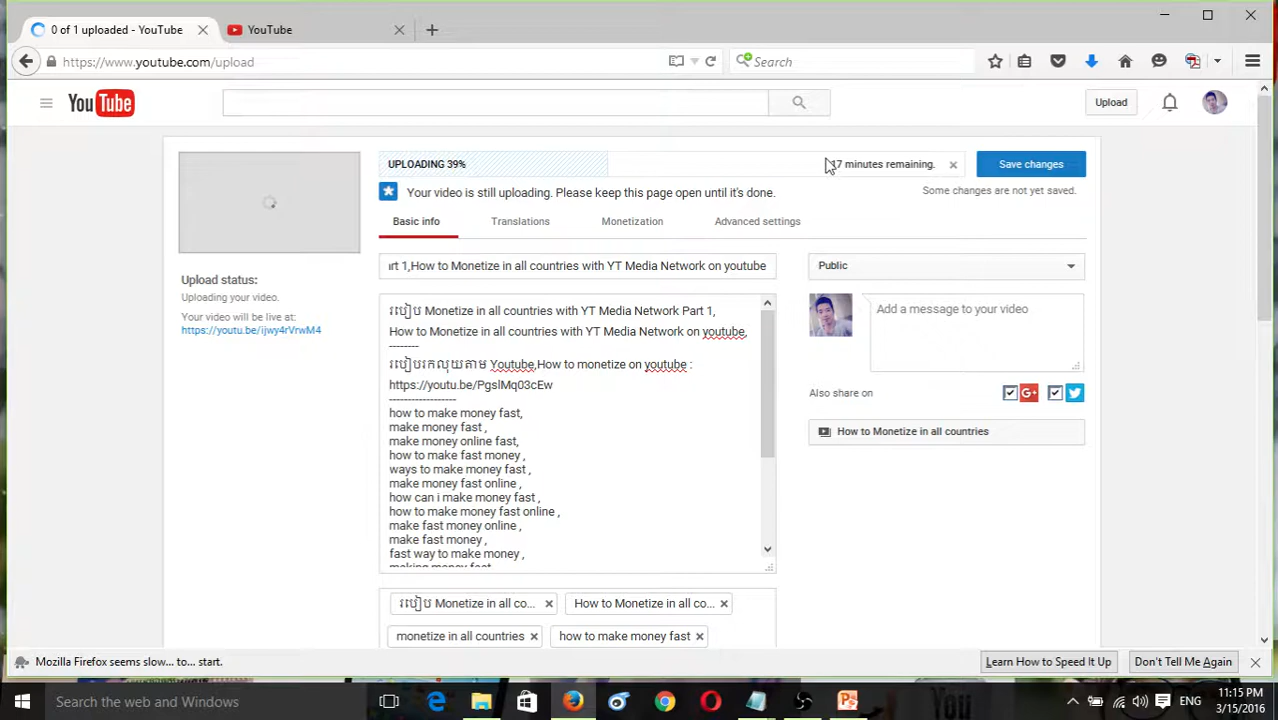 0 of 1 uploaded - YouTube
YouTube
https://www.youtube.com/upload
Search
YouTube
Upload
UPLOADING 39%
17 minutes remaining.
Save changes
Your video is still uploading. Please keep this page open until it's done.
Some changes are not yet saved.
Basic info
Translations
Monetization
Advanced settings
Upload status:
Uploading your video.
Your video will be live at:
https://youtu.be/ijwy4rVrwM4
ırt 1,How to Monetize in all countries with YT Media Network on youtube
Public
របៀប Monetize in all countries with YT Media Network Part 1,
How to Monetize in all countries with YT Media Network on youtube,
--------
របៀបរកលុយតាម Youtube,How to monetize on youtube :
https://youtu.be/PgslMq03cEw
-----------------
how to make money fast,
make money fast ,
make money online fast,
how to make fast money ,
ways to make money fast ,
make money fast online ,
how can i make money fast ,
how to make money fast online ,
make fast money online ,
make fast money ,
fast way to make money ,
making money fast
Add a message to your video
Also share on
G+
How to Monetize in all countries
របៀប Monetize in all co...
How to Monetize in all co...
monetize in all countries
how to make money fast
Mozilla Firefox seems slow... to... start.
Learn How to Speed It Up
Don't Tell Me Again
Search the web and Windows
ENG
11:15 PM
3/15/2016